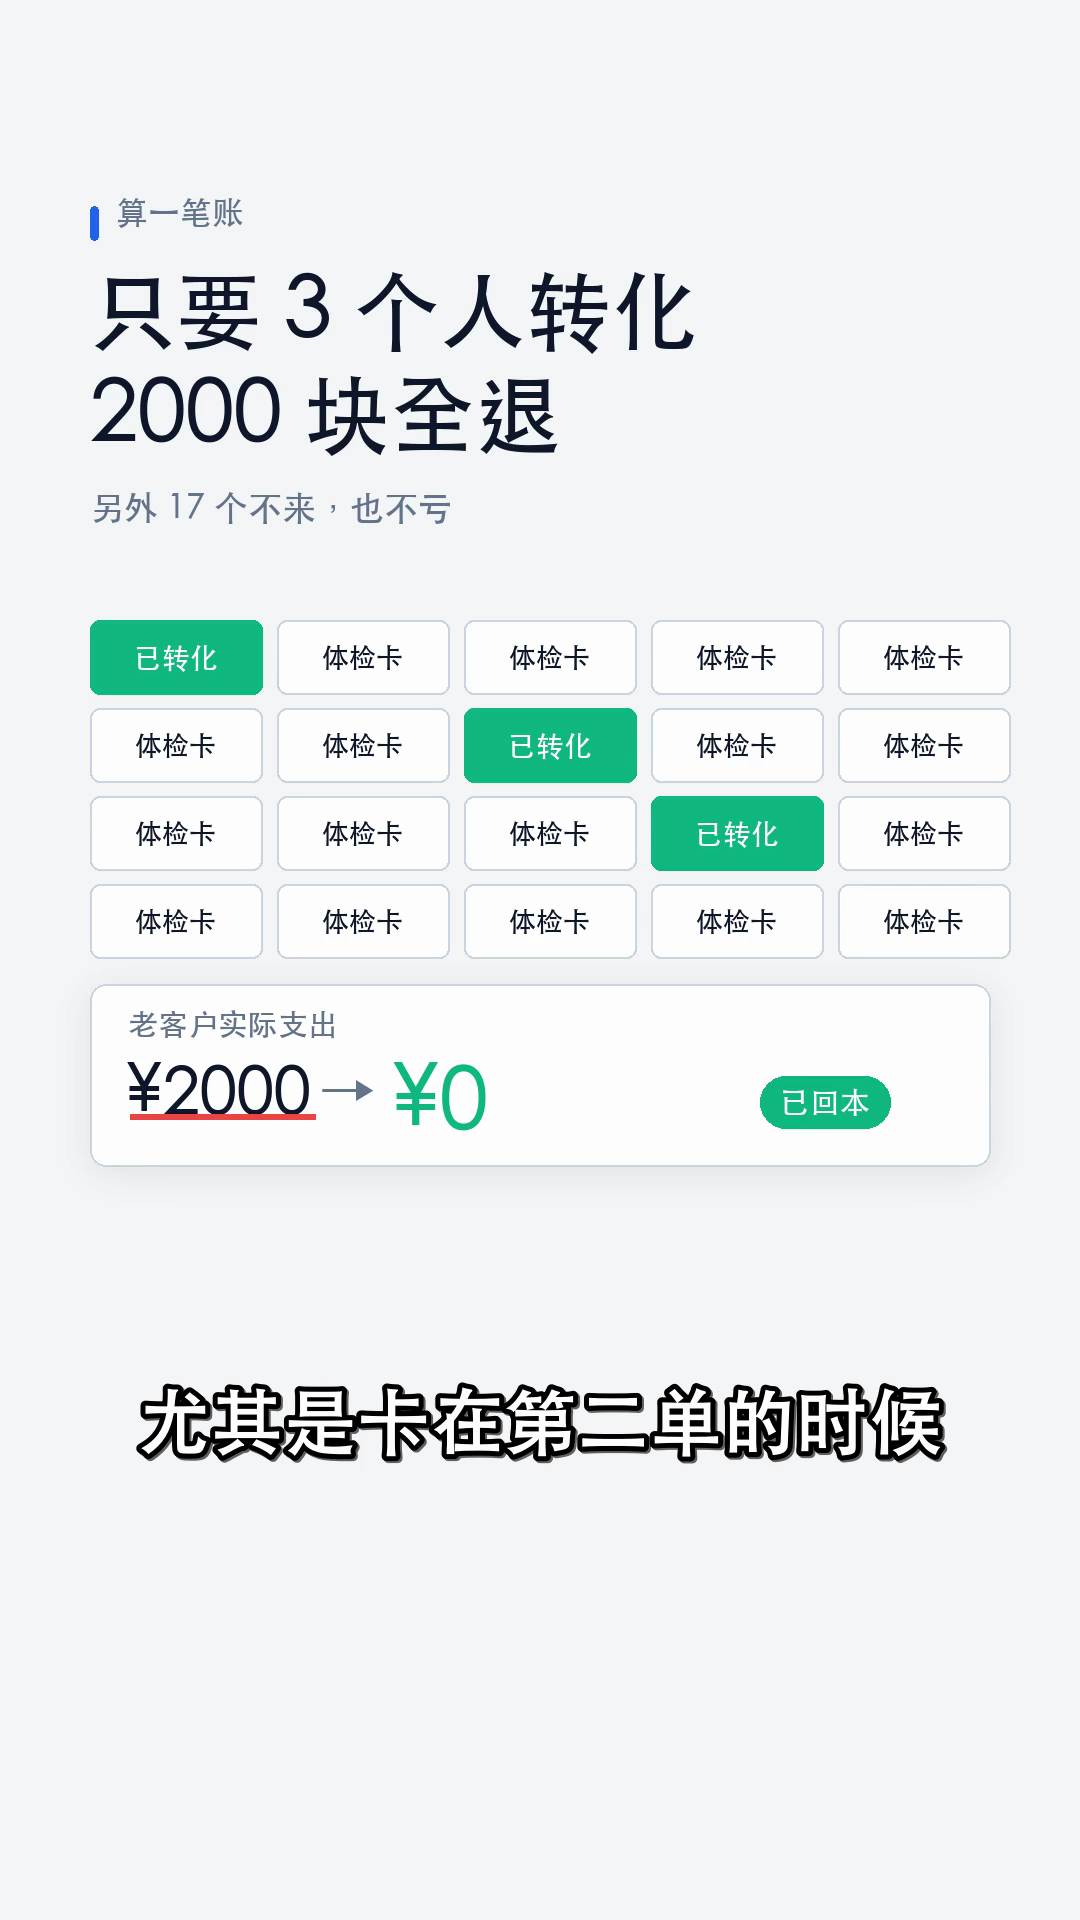 算一笔账
只要 3 个人转化
2000 块全退
另外 17 个不来，也不亏
已转化 体检卡 体检卡 体检卡 体检卡
体检卡 体检卡 已转化 体检卡 体检卡
体检卡 体检卡 体检卡 已转化 体检卡
体检卡 体检卡 体检卡 体检卡 体检卡
老客户实际支出
¥2000 → ¥0 已回本
尤其是卡在第二单的时候